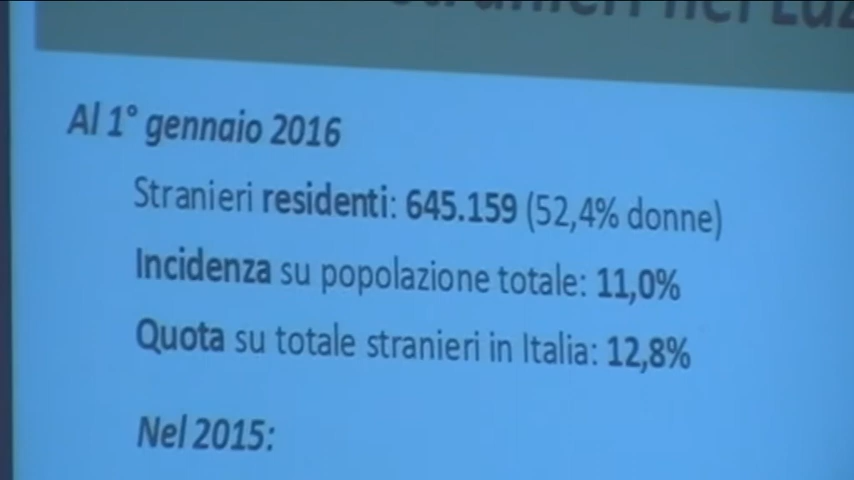 nel
Al 1° gennaio 2016
Stranieri residenti: 645.159 (52,4% donne)
Incidenza su popolazione totale: 11,0%
Quota su totale stranieri in Italia: 12,8%
Nel 2015: